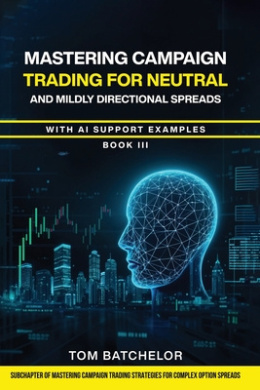 MASTERING CAMPAIGN
TRADING FOR NEUTRAL
AND MILDLY DIRECTIONAL SPREADS
WITH AI SUPPORT EXAMPLES
BOOK III
TOM BATCHELOR
SUBCHAPTER OF MASTERING CAMPAIGN TRADING STRATEGIES FOR COMPLEX OPTION SPREADS